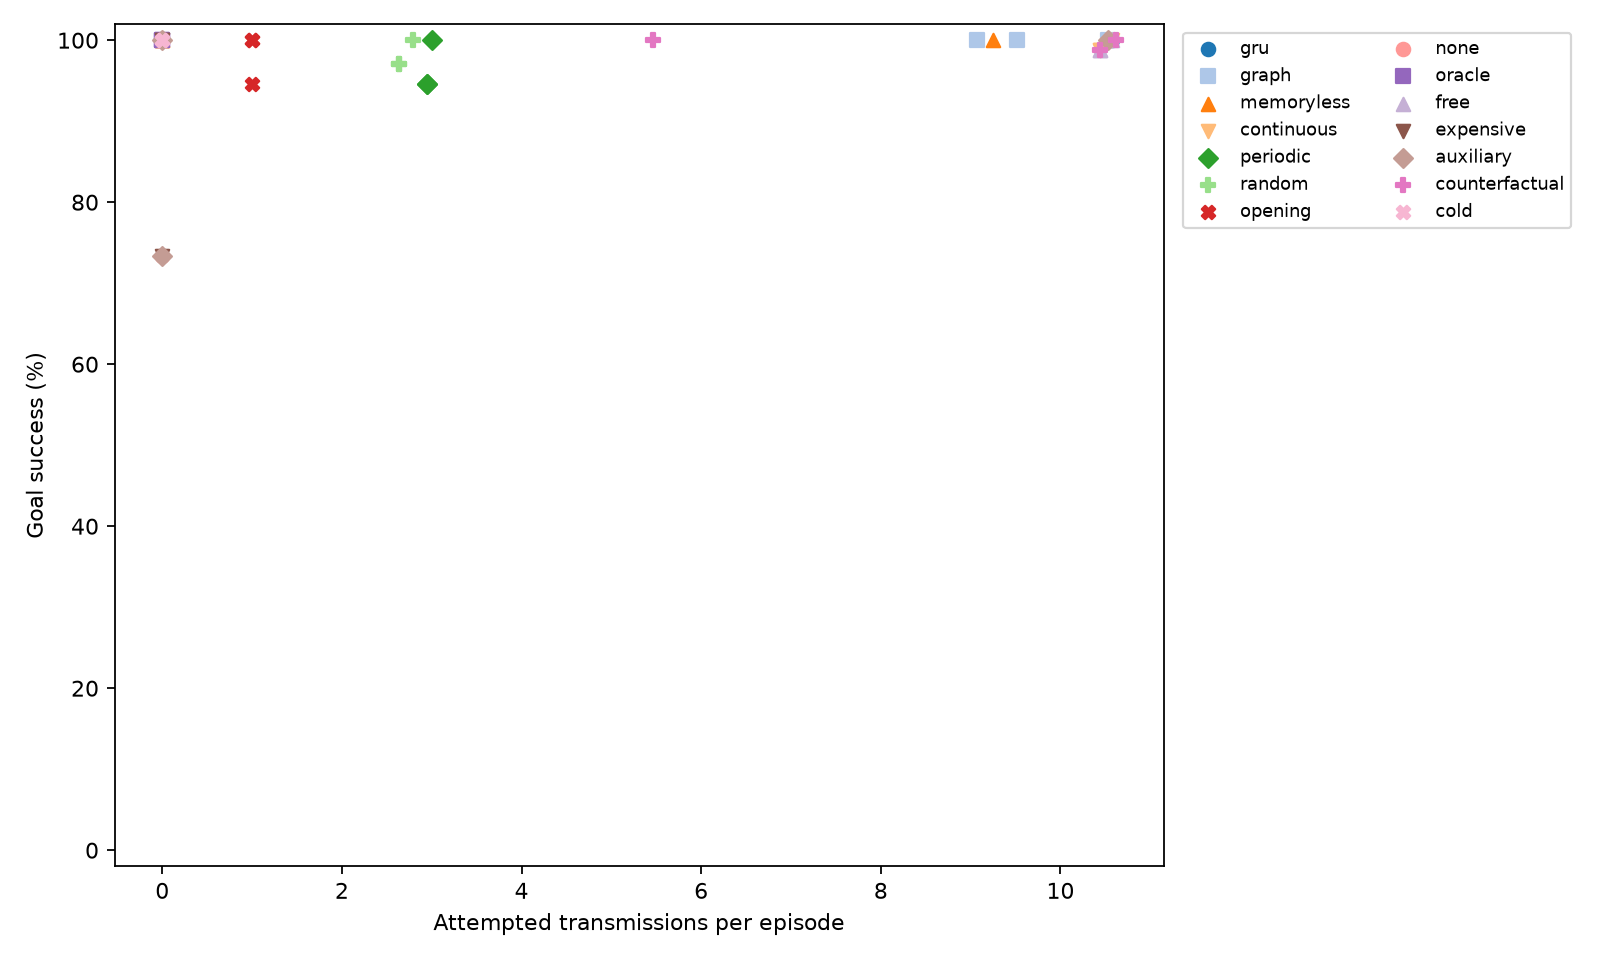 100
80
60
40
20
0
Goal success (%)
0 2 4 6 8 10
Attempted transmissions per episode
gru
graph
memoryless
continuous
periodic
random
opening
none
oracle
free
expensive
auxiliary
counterfactual
cold